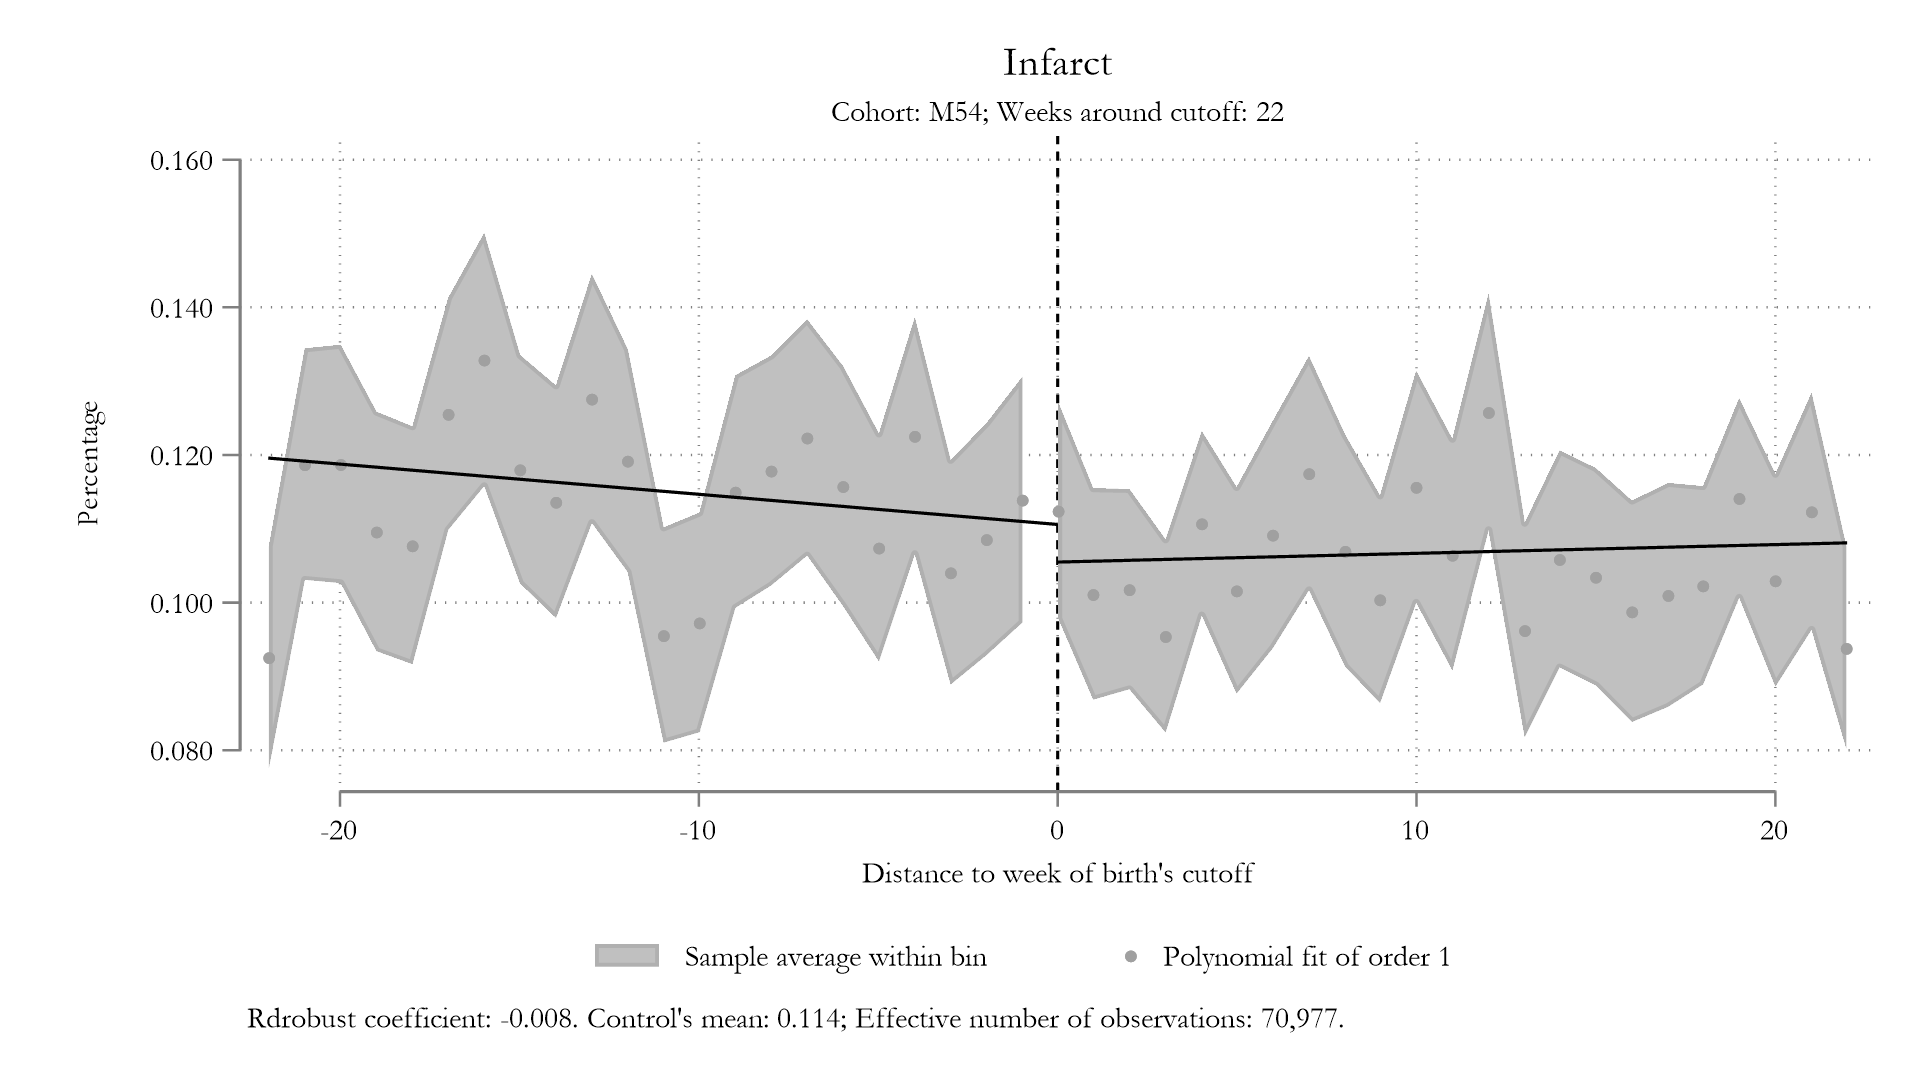 Infarct
Cohort: M54; Weeks around cutoff: 22
0.160
0.140
0.120
0.100
0.080
Percentage
-20
-10
0
10
20
Distance to week of birth's cutoff
Sample average within bin
Polynomial fit of order 1
Rdrobust coefficient: -0.008. Control's mean: 0.114; Effective number of observations: 70,977.